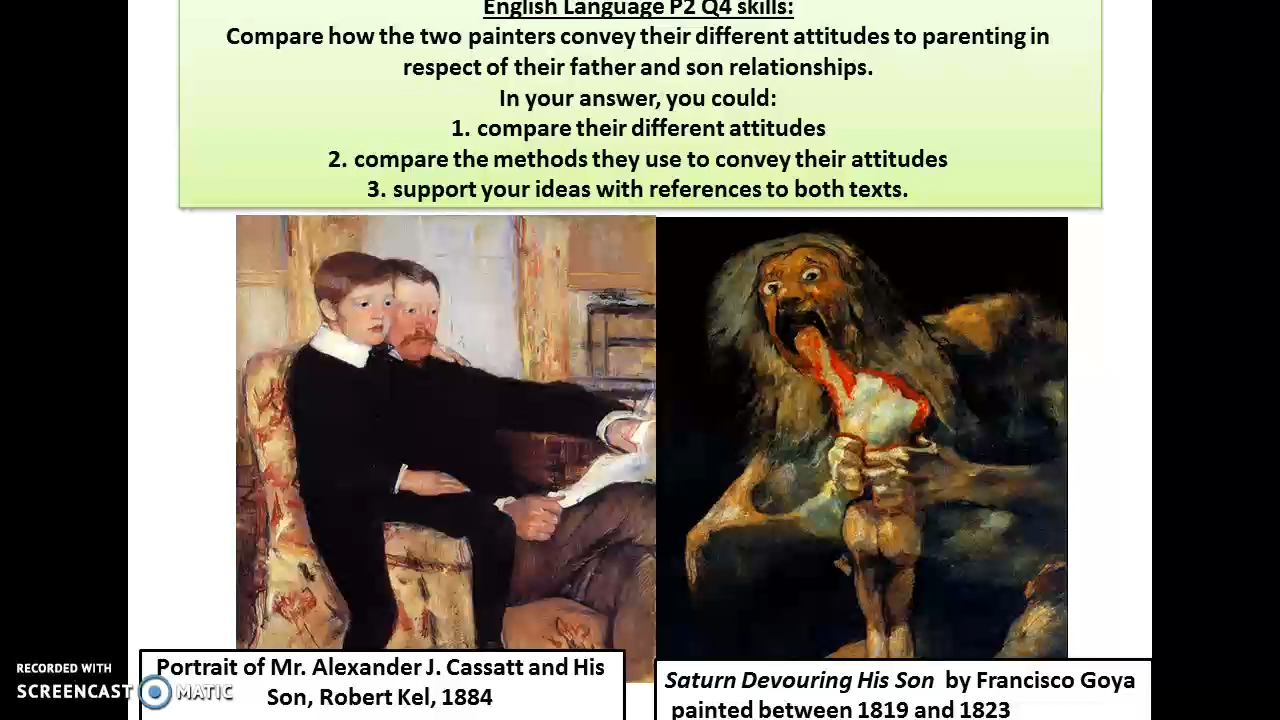 English Language P2 Q4 skills:
Compare how the two painters convey their different attitudes to parenting in
respect of their father and son relationships.
In your answer, you could:
1. compare their different attitudes
2. compare the methods they use to convey their attitudes
3. support your ideas with references to both texts.
Portrait of Mr. Alexander J. Cassatt and His
Son, Robert Kel, 1884
Saturn Devouring His Son by Francisco Goya
painted between 1819 and 1823
RECORDED WITH
SCREENCAST MATIC